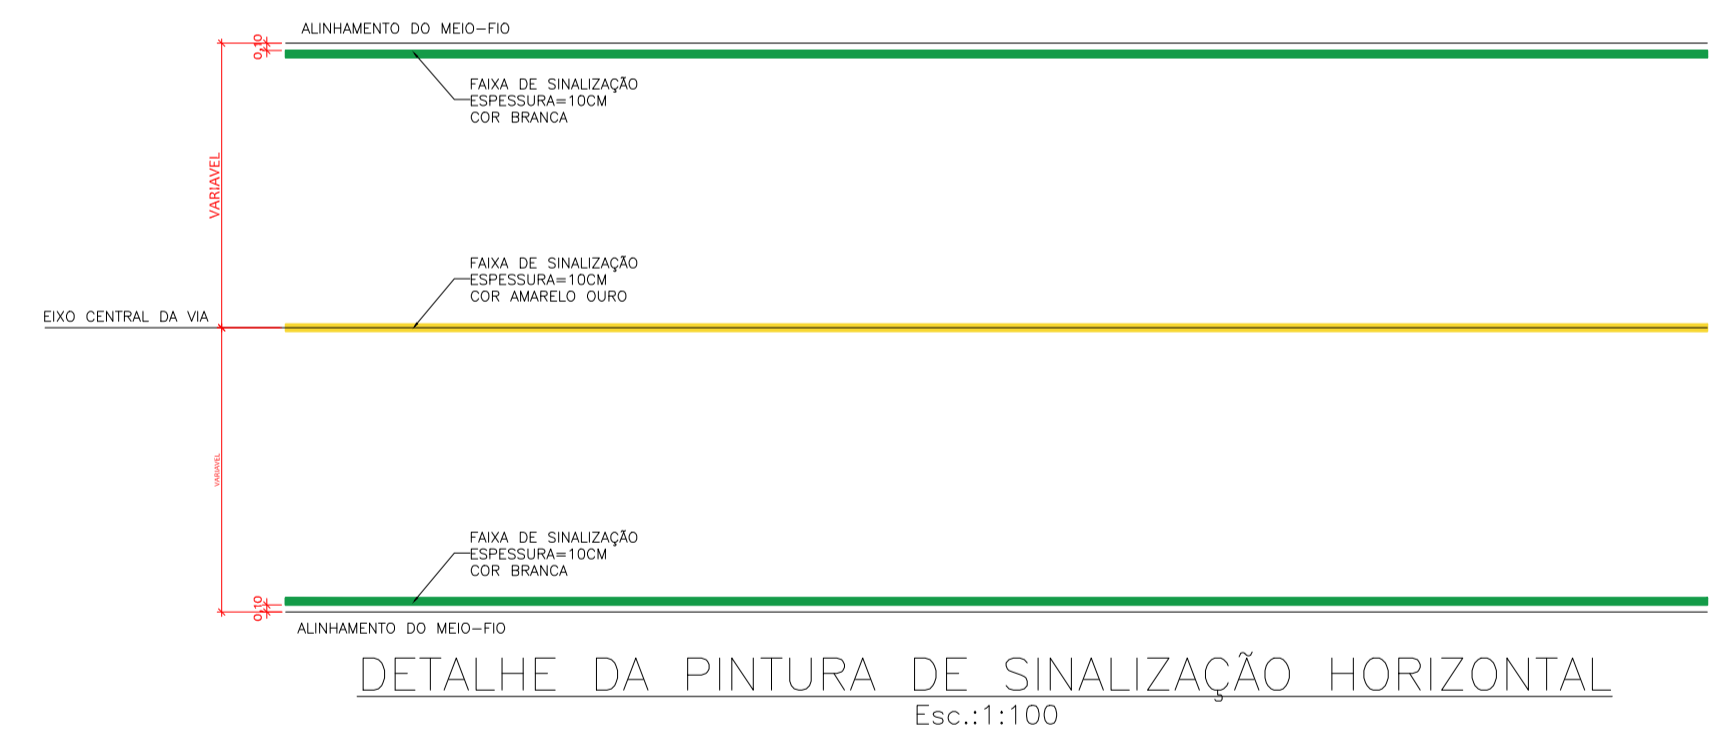 ALINHAMENTO DO MEIO-FIO
0,10
FAIXA DE SINALIZAÇÃO
ESPESSURA=10CM
COR BRANCA
VARIAVEL
FAIXA DE SINALIZAÇÃO
ESPESSURA=10CM
COR AMARELO OURO
EIXO CENTRAL DA VIA
VARIAVEL
FAIXA DE SINALIZAÇÃO
ESPESSURA=10CM
COR BRANCA
0,10
ALINHAMENTO DO MEIO-FIO
DETALHE DA PINTURA DE SINALIZAÇÃO HORIZONTAL
Esc.:1:100